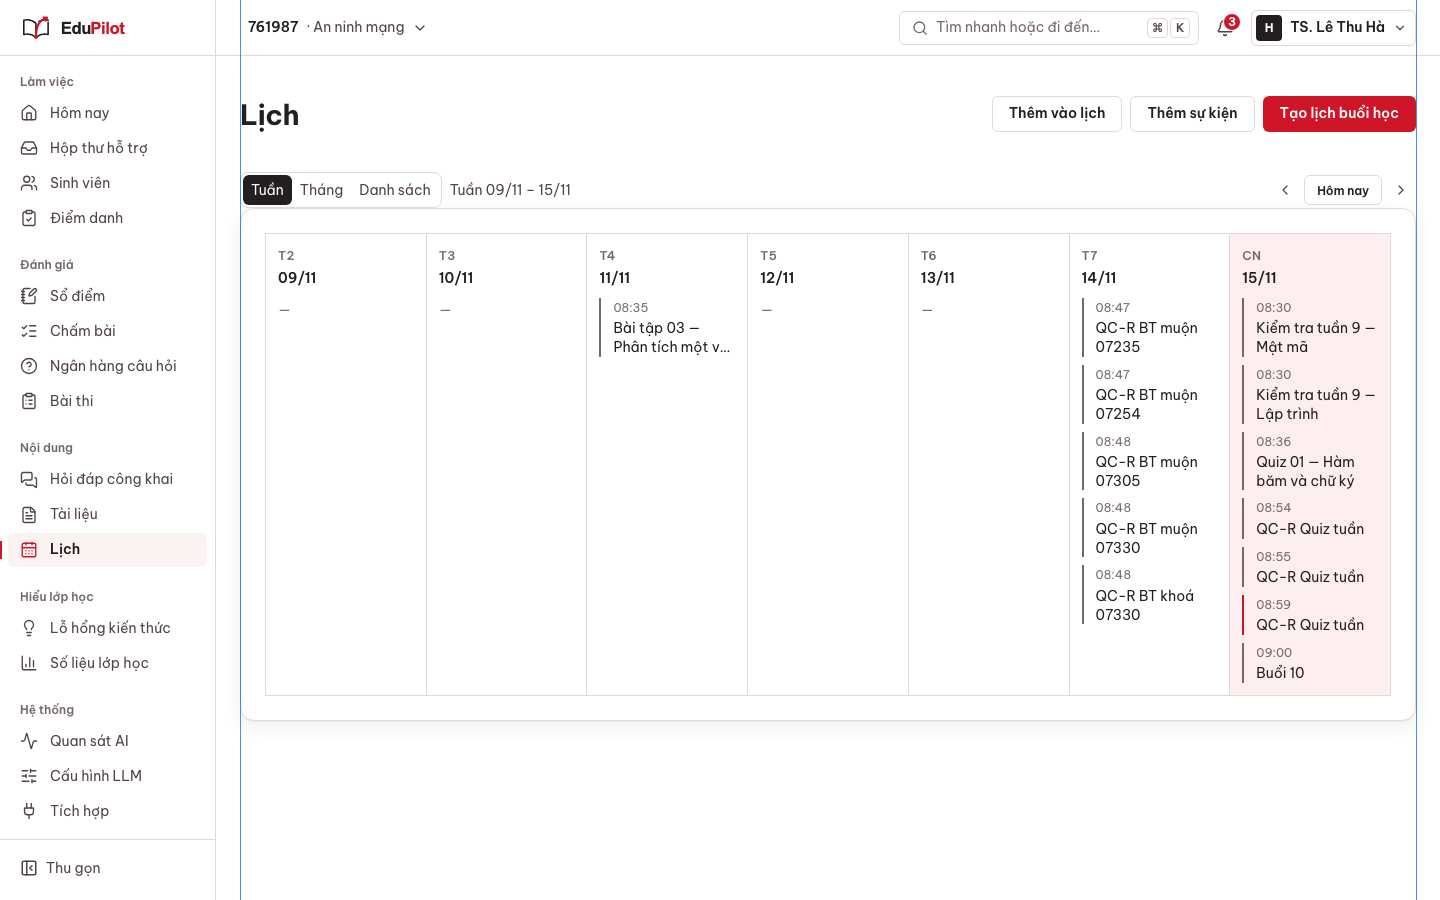 EduPilot
761987 · An ninh mạng
Tìm nhanh hoặc đi đến...
⌘ K
3
H TS. Lê Thu Hà
Làm việc
Hôm nay
Hộp thư hỗ trợ
Sinh viên
Điểm danh
Đánh giá
Sổ điểm
Chấm bài
Ngân hàng câu hỏi
Bài thi
Nội dung
Hỏi đáp công khai
Tài liệu
Lịch
Hiểu lớp học
Lỗ hổng kiến thức
Số liệu lớp học
Hệ thống
Quan sát AI
Cấu hình LLM
Tích hợp
Thu gọn
Lịch
Thêm vào lịch
Thêm sự kiện
Tạo lịch buổi học
Tuần Tháng Danh sách Tuần 09/11 – 15/11
Hôm nay
T2
09/11
—
T3
10/11
—
T4
11/11
08:35
Bài tập 03 —
Phân tích một v...
T5
12/11
—
T6
13/11
—
T7
14/11
08:47
QC-R BT muộn
07235
08:47
QC-R BT muộn
07254
08:48
QC-R BT muộn
07305
08:48
QC-R BT muộn
07330
08:48
QC-R BT khoá
07330
CN
15/11
08:30
Kiểm tra tuần 9 —
Mật mã
08:30
Kiểm tra tuần 9 —
Lập trình
08:36
Quiz 01 — Hàm
băm và chữ ký
08:54
QC-R Quiz tuần
08:55
QC-R Quiz tuần
08:59
QC-R Quiz tuần
09:00
Buổi 10